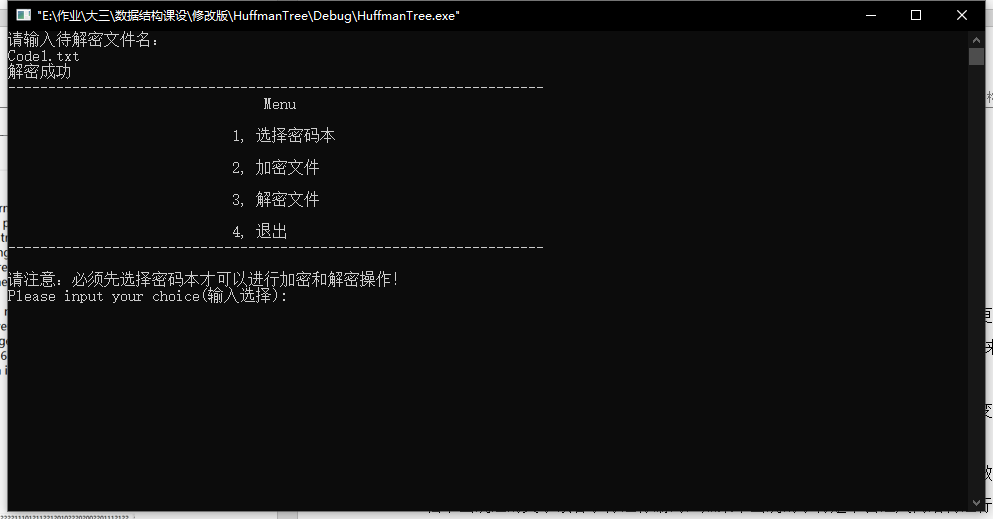 "E:\作业\大三\数据结构课设\修改版\HuffmanTree\Debug\HuffmanTree.exe"
请输入待解密文件名:
Code1.txt
解密成功
-------------------------------------------------------------------
Menu
1, 选择密码本
2, 加密文件
3, 解密文件
4, 退出
-------------------------------------------------------------------
请注意: 必须先选择密码本才可以进行加密和解密操作!
Please input your choice(输入选择):